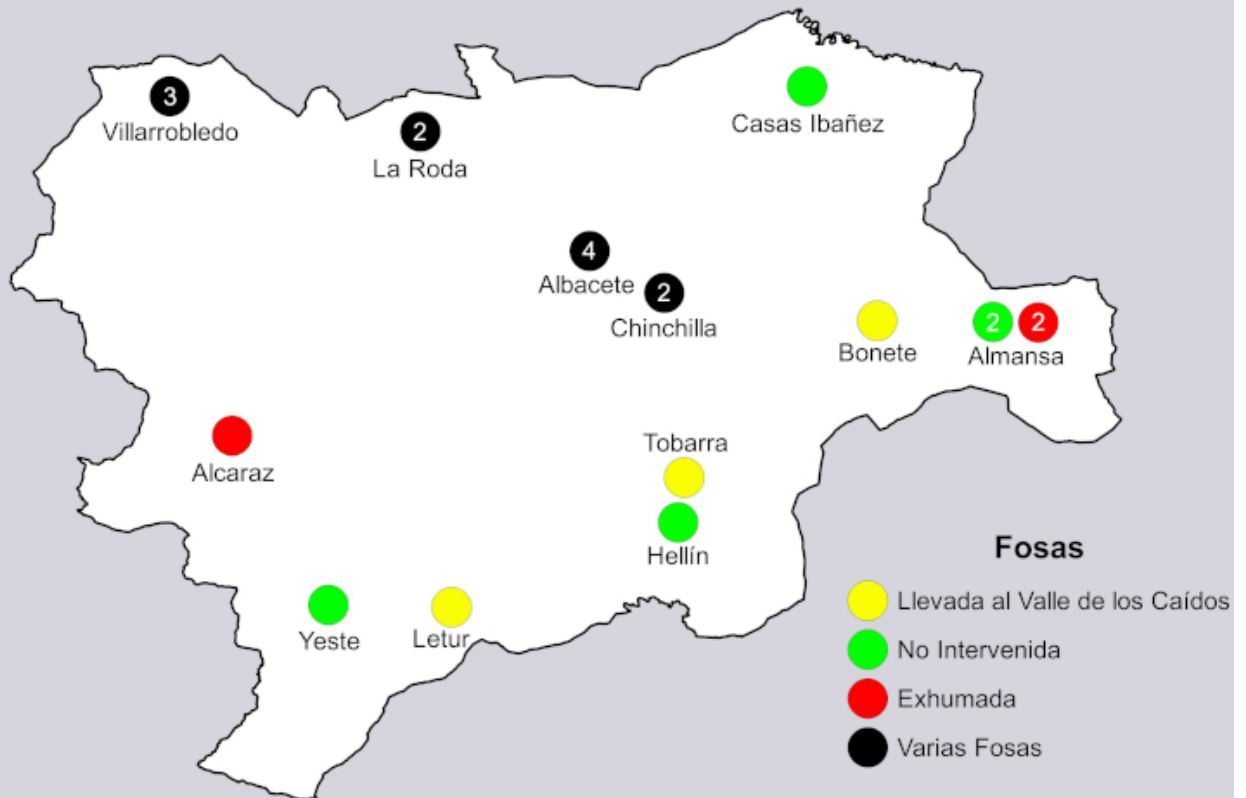 3
Villarrobledo
2
La Roda
Casas Ibañez
4
Albacete
2
Chinchilla
Bonete
2 2
Almansa
Alcaraz
Tobarra
Hellín
Yeste
Letur
Fosas
Llevada al Valle de los Caídos
No Intervenida
Exhumada
Varias Fosas